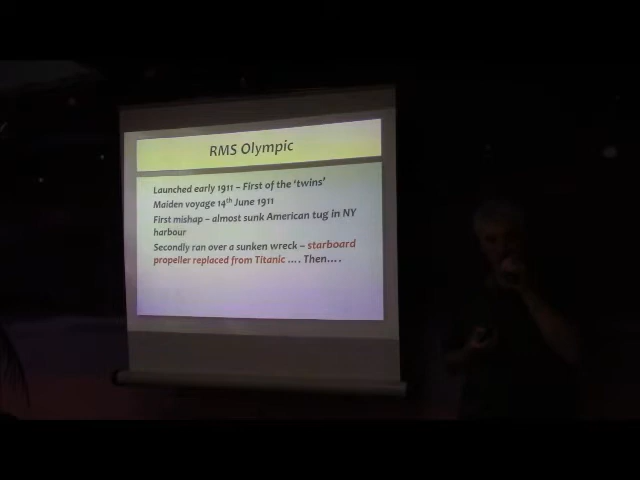 RMS Olympic
Launched early 1911 – First of the 'twins'
Maiden voyage 14th June 1911
First mishap – almost sunk American tug in NY
harbour
Secondly ran over a sunken wreck – starboard
propeller replaced from Titanic .... Then....